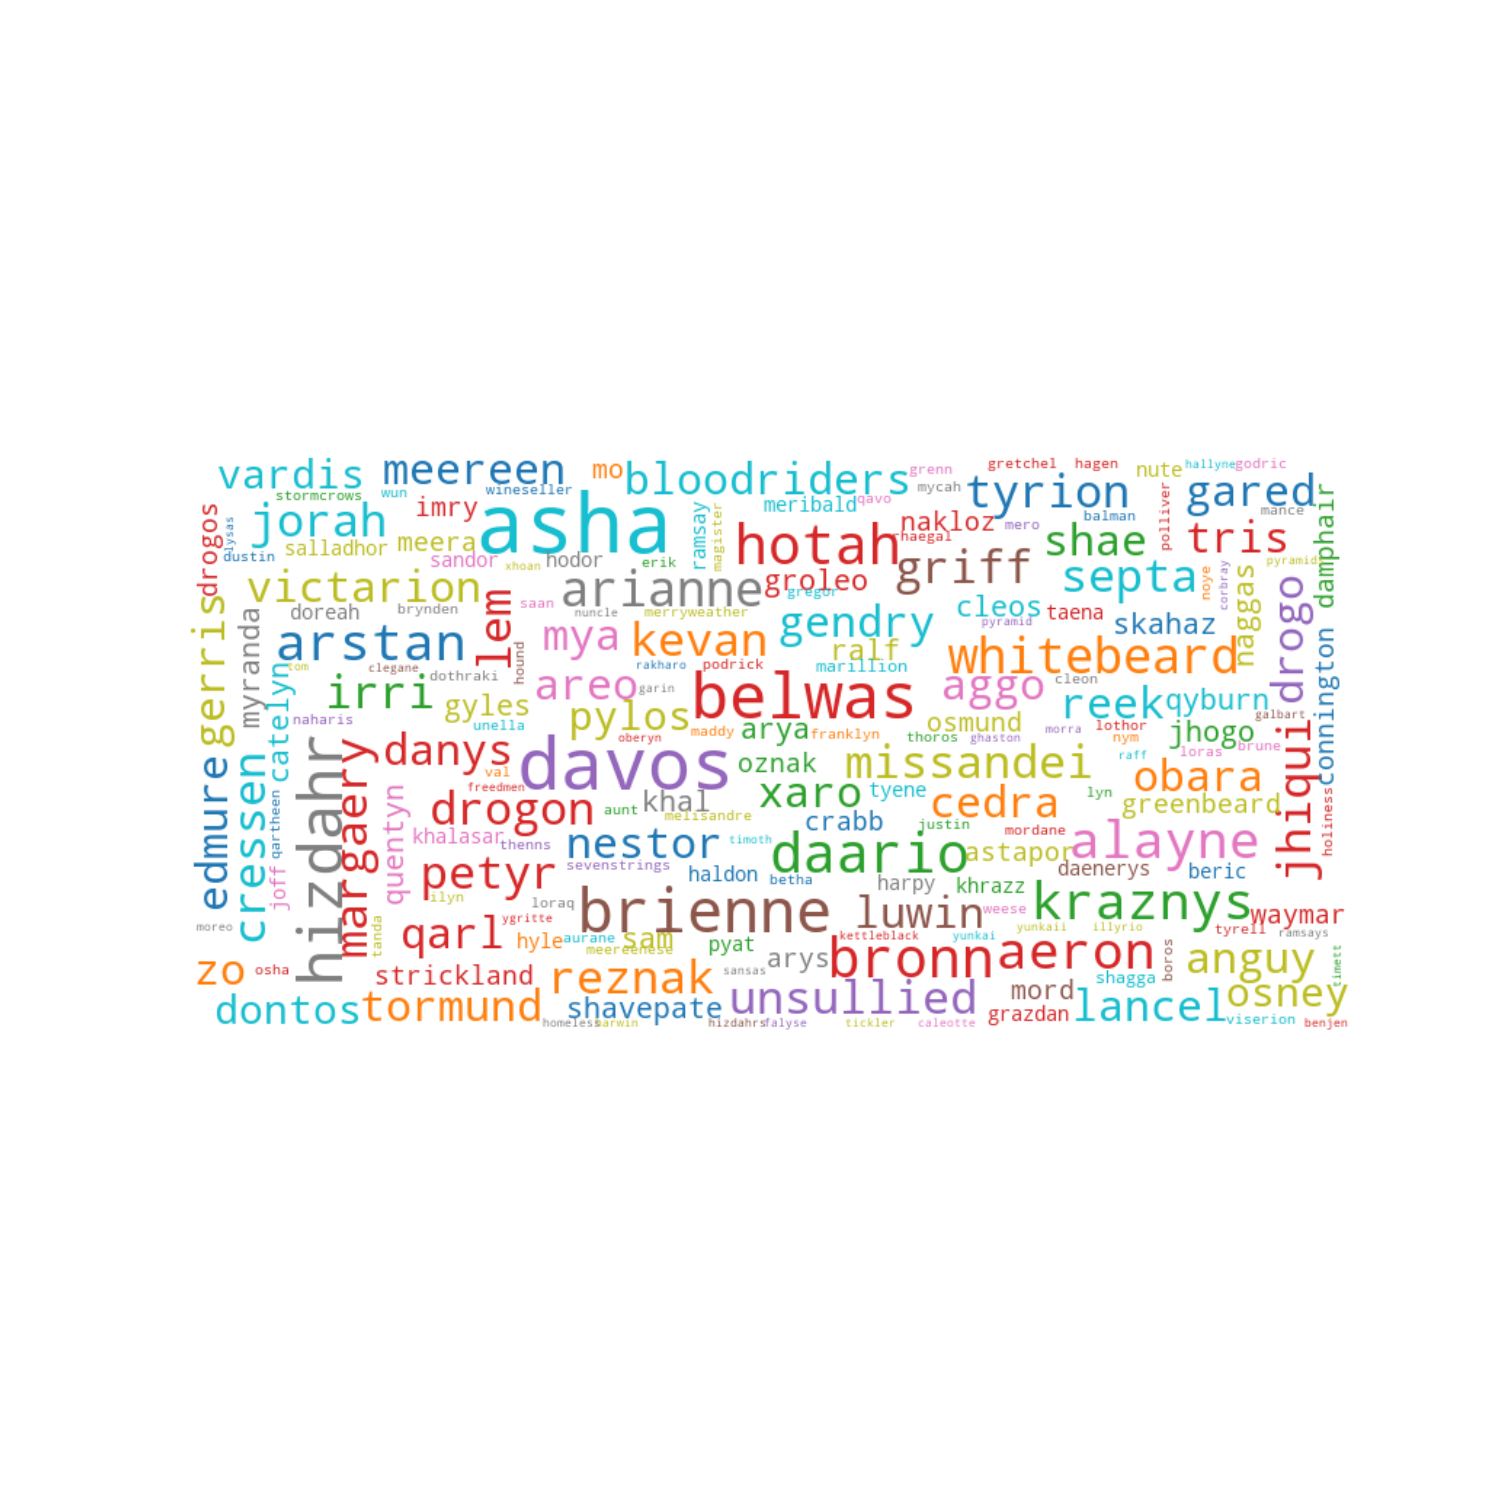 vardis
meereen
mo
bloodriders
grenn
gretchel
hagen
nute
hallyne
godric
stormcrows
wun
wineseller
mycah
qavo
tyrion
gared
drogos
lysas
jorah
imry
asha
ramsay
magister
meribald
nakloz
mero
balman
polliver
mance
damphair
dustin
salladhor
meera
sandor
xhoan
hodor
erik
hotah
rhaegal
griff
shae
tris
pyramids
victarion
doreah
brynden
lem
saan
arianne
nuncle
merryweather
groleo
gregor
cleos
pyramid
septa
taena
noye
corbray
skahaz
naggas
drogo
gerris
myranda
arstan
tom
clegane
dothraki
hound
mya
kevan
rakharo
podrick
gendry
ralf
marillion
whitebeard
cleon
connington
catelyn
naharis
irri
gyles
unella
areo
garin
pylos
belwas
aggo
osmund
reek
qyburn
galbart
edmure
cressen
qartheen
joff
hizdahr
margaery
danys
val
freedmen
davos
oberyn
maddy
arya
franklyn
thoros
ghaston
morra
lothor
nym
jhogo
loras
brune
jhiqui
oznak
missandei
raff
obara
quentyn
drogon
aunt
khal
melisandre
xaro
tyene
cedra
lyn
greenbeard
holiness
khalasar
thenns
nestor
timoth
crabb
justin
mordane
alayne
petyr
sevenstrings
haldon
betha
daario
astapor
daenerys
beric
ilyn
loraq
harpy
khrazz
moreo
tanda
qarl
ygritte
brienne
luwin
weese
kraznys
waymar
hyle
aurane
sam
meereenese
pyat
kettleblack
yunkai
yunkaii
illyrio
tyrell
ramsays
zo
osha
strickland
reznak
sansas
arys
bronn
aeron
shagga
boros
anguy
timett
dontos
tormund
shavepate
unsullied
mord
grazdan
lancel
osney
homeless
harwin
hizdahrs
falyse
tickler
caleotte
viserion
benjen